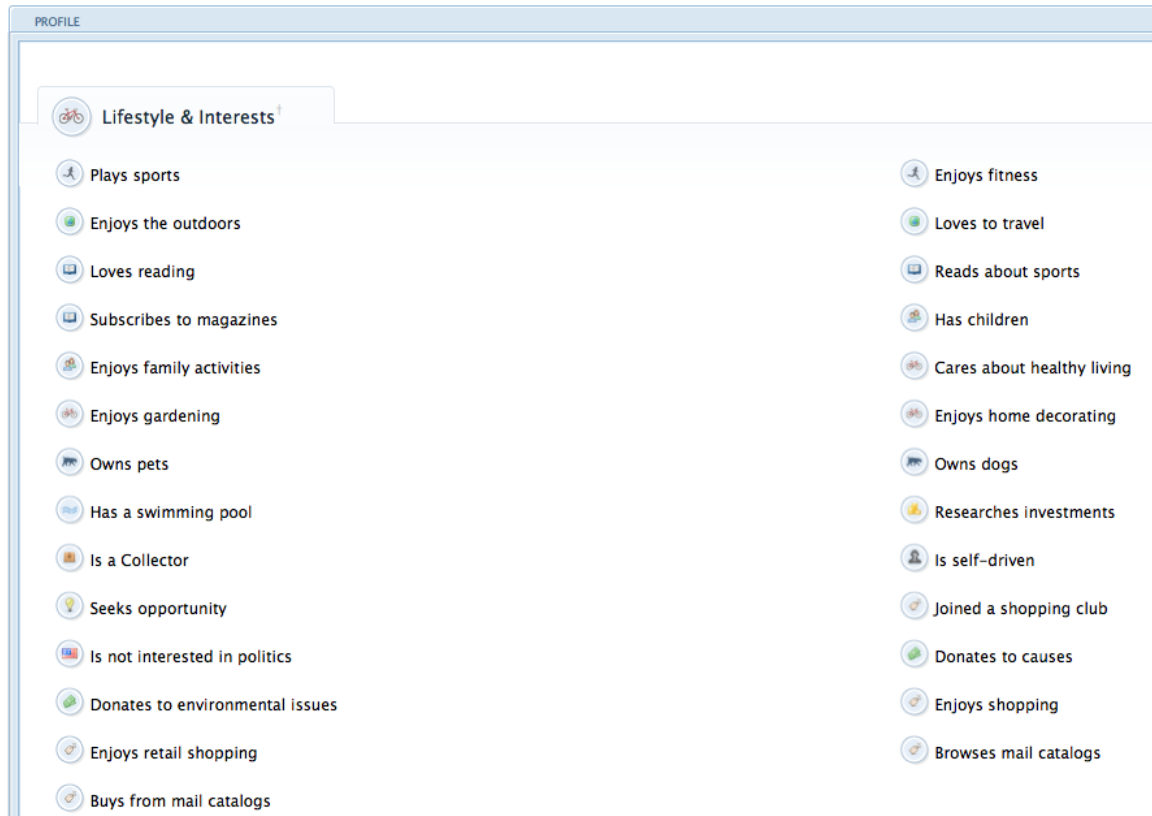 PROFILE
Lifestyle & Interests†
Plays sports
Enjoys fitness
Enjoys the outdoors
Loves to travel
Loves reading
Reads about sports
Subscribes to magazines
Has children
Enjoys family activities
Cares about healthy living
Enjoys gardening
Enjoys home decorating
Owns pets
Owns dogs
Has a swimming pool
Researches investments
Is a Collector
Is self-driven
Seeks opportunity
Joined a shopping club
Is not interested in politics
Donates to causes
Donates to environmental issues
Enjoys shopping
Enjoys retail shopping
Browses mail catalogs
Buys from mail catalogs